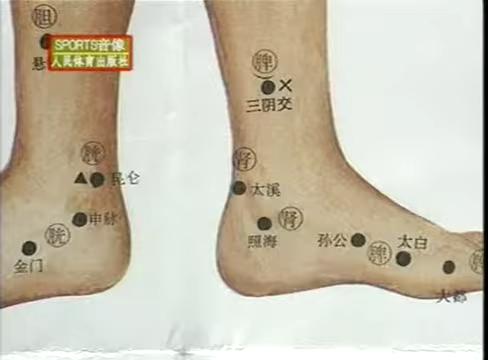 胆
SPORTS音像
人民体育出版社
悬
脾
三阴交
膀
昆仑
肾
太溪
申脉
肾
照海
膀
金门
孙公
脾
太白
大都